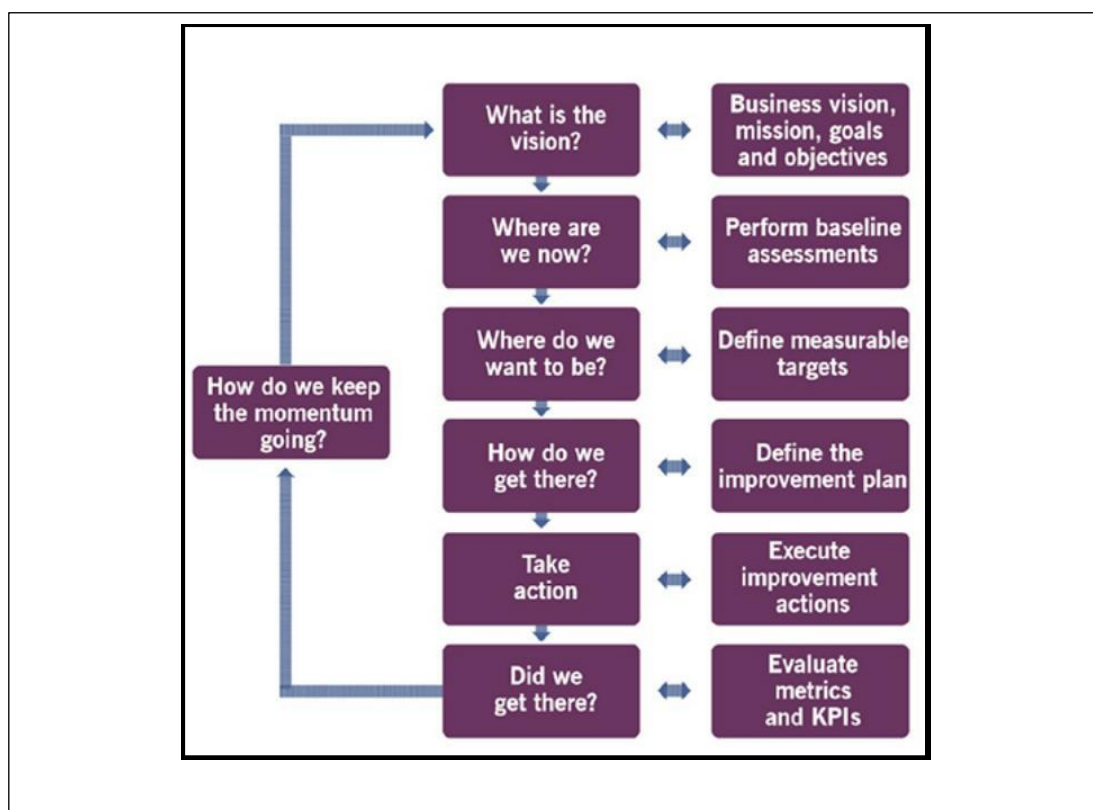 What is the
vision?
Business vision,
mission, goals
and objectives
Where are
we now?
Perform baseline
assessments
Where do we
want to be?
Define measurable
targets
How do we keep
the momentum
going?
How do we
get there?
Define the
improvement plan
Take
action
Execute
improvement
actions
Did we
get there?
Evaluate
metrics
and KPIs